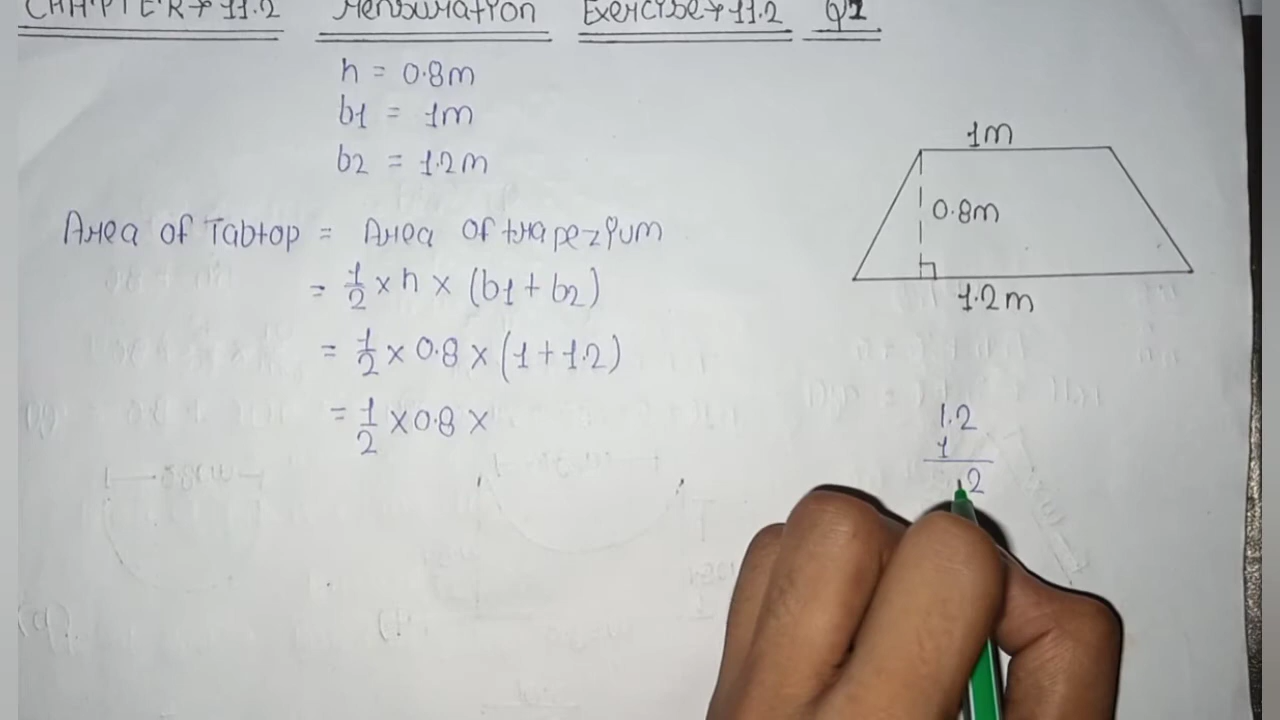 CHAPTER → 11.2 Mensuration Exercise → 11.2 Q1
h = 0.8m
b1 = 1m
b2 = 1.2m
Area of Tabtop = Area of trapezium
= 1/2 × h × (b1 + b2)
= 1/2 × 0.8 × (1 + 1.2)
= 1/2 × 0.8 ×
1m
0.8m
1.2m
1.2
1
.2